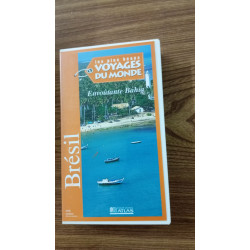 les plus beaux
VOYAGES
DU MONDE
Envoûtante Bahia
Brésil
ATLAS